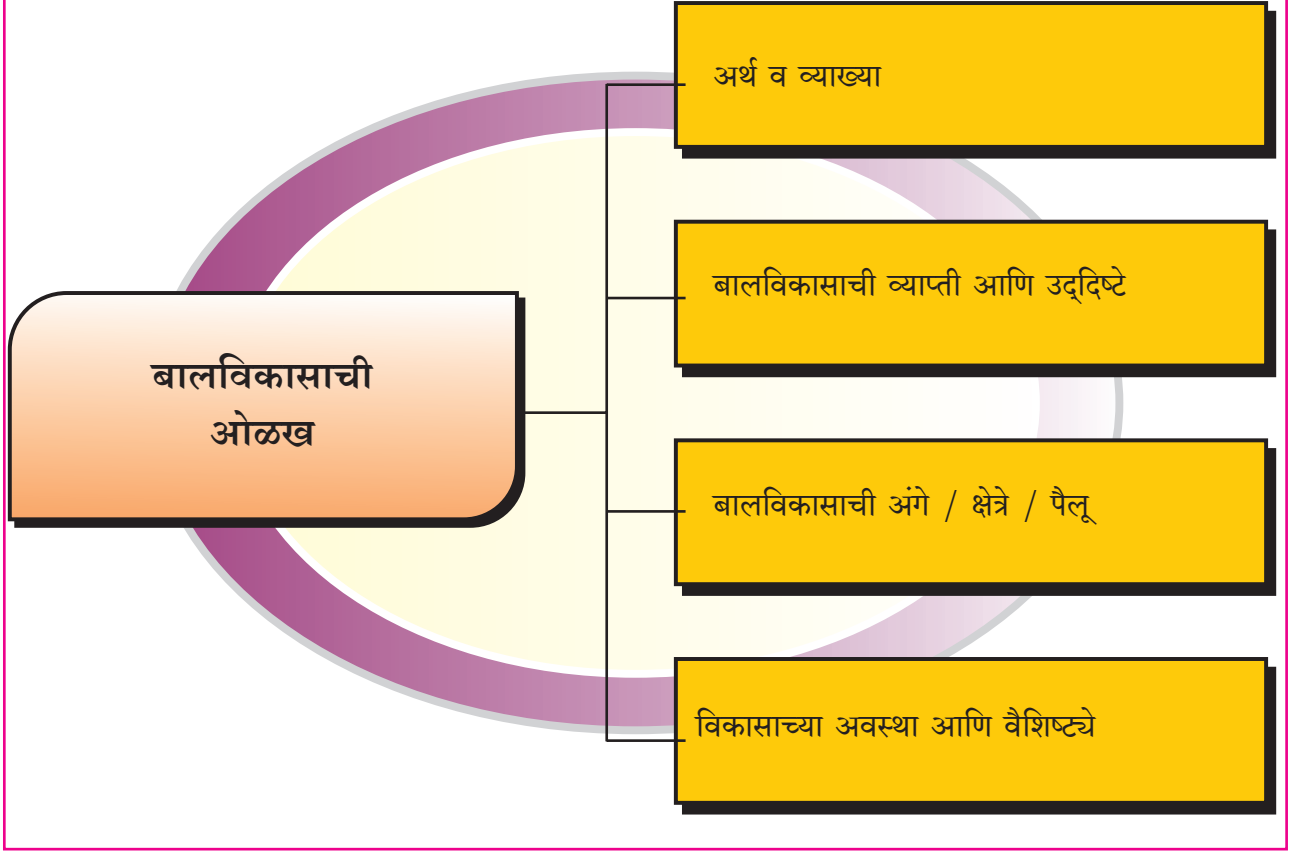 बालविकासाची
ओळख
अर्थ व व्याख्या
बालविकासाची व्याप्ती आणि उद्‌दिष्टे
बालविकासाची अंगे / क्षेत्रे / पैलू
विकासाच्या अवस्था आणि वैशिष्ट्ये